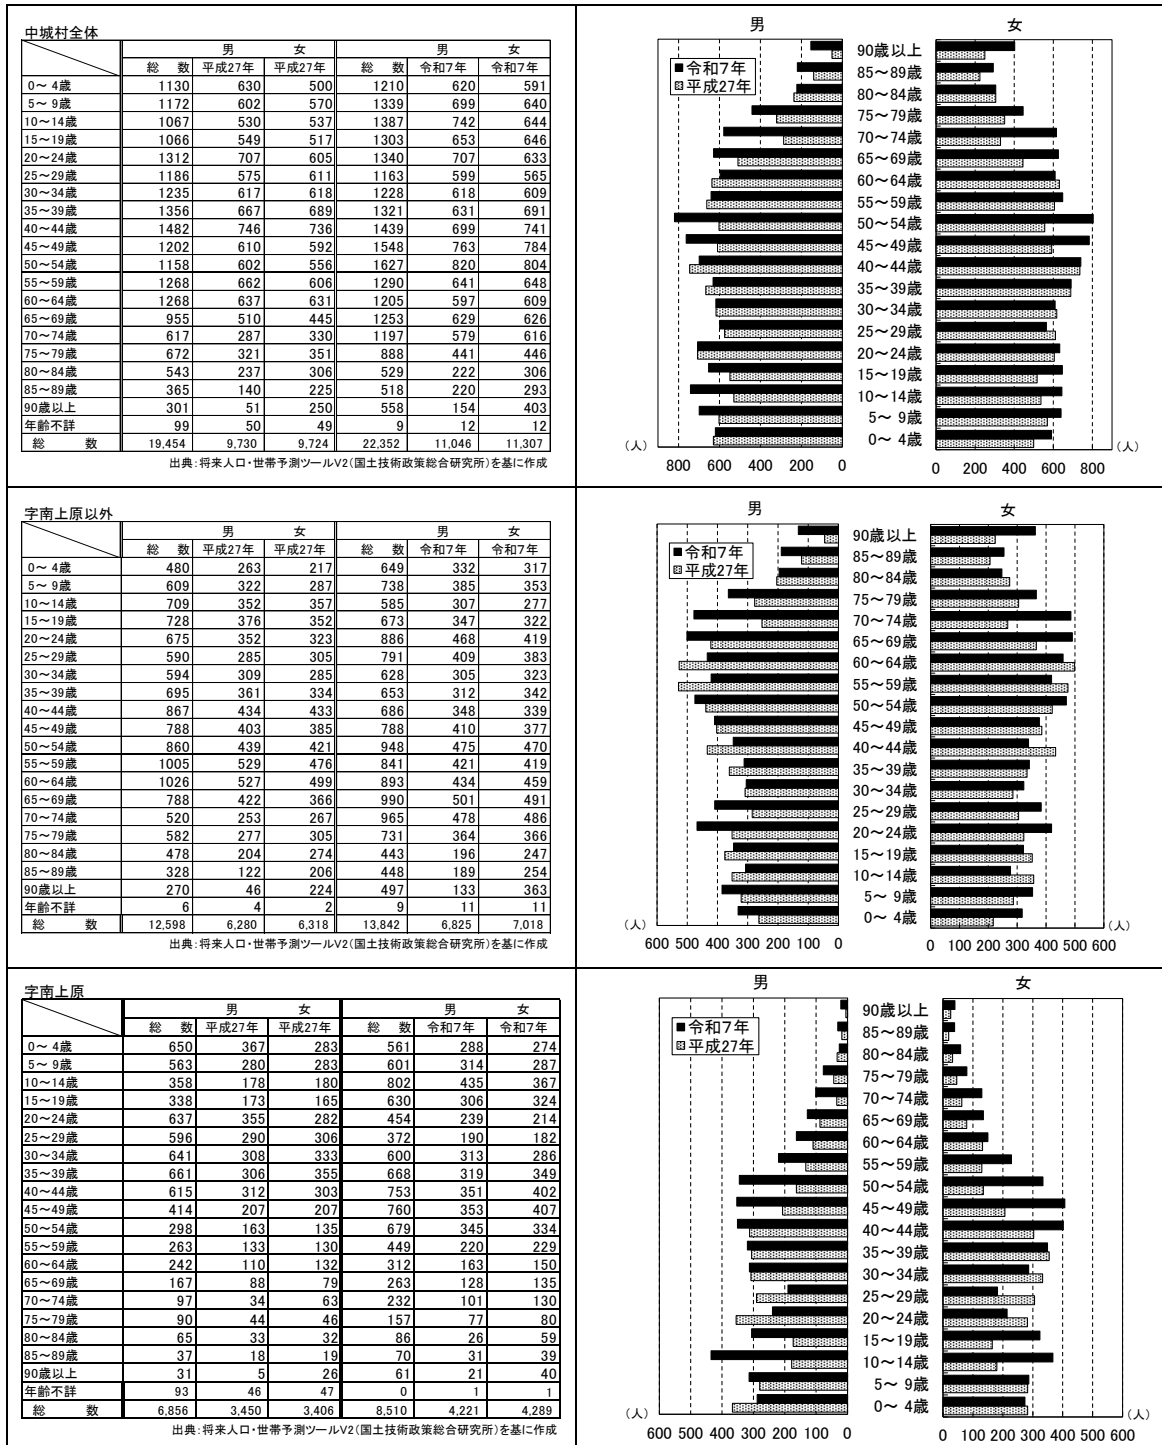 中城村全体
男 女 男 女
総 数 平成27年 平成27年 総 数 令和7年 令和7年
0～ 4歳 1130 630 500 1210 620 591
5～ 9歳 1172 602 570 1339 699 640
10～14歳 1067 530 537 1387 742 644
15～19歳 1066 549 517 1303 653 646
20～24歳 1312 707 605 1340 707 633
25～29歳 1186 575 611 1163 599 565
30～34歳 1235 617 618 1228 618 609
35～39歳 1356 667 689 1321 631 691
40～44歳 1482 746 736 1439 699 741
45～49歳 1202 610 592 1548 763 784
50～54歳 1158 602 556 1627 820 804
55～59歳 1268 662 606 1290 641 648
60～64歳 1268 637 631 1205 597 609
65～69歳 955 510 445 1253 629 626
70～74歳 617 287 330 1197 579 616
75～79歳 672 321 351 888 441 446
80～84歳 543 237 306 529 222 306
85～89歳 365 140 225 518 220 293
90歳以上 301 51 250 558 154 403
年齢不詳 99 50 49 9 12 12
総 数 19,454 9,730 9,724 22,352 11,046 11,307
出典：将来人口・世帯予測ツールV2（国土技術政策総合研究所）を基に作成
男 女
令和7年
平成27年
90歳以上
85～89歳
80～84歳
75～79歳
70～74歳
65～69歳
60～64歳
55～59歳
50～54歳
45～49歳
40～44歳
35～39歳
30～34歳
25～29歳
20～24歳
15～19歳
10～14歳
5～ 9歳
0～ 4歳
（人） （人）
800 600 400 200 0 0 200 400 600 800
字南上原以外
男 女 男 女
総 数 平成27年 平成27年 総 数 令和7年 令和7年
0～ 4歳 480 263 217 649 332 317
5～ 9歳 609 322 287 738 385 353
10～14歳 709 352 357 585 307 277
15～19歳 728 376 352 673 347 322
20～24歳 675 352 323 886 468 419
25～29歳 590 285 305 791 409 383
30～34歳 594 309 285 628 305 323
35～39歳 695 361 334 653 312 342
40～44歳 867 434 433 686 348 339
45～49歳 788 403 385 788 410 377
50～54歳 860 439 421 948 475 470
55～59歳 1005 529 476 841 421 419
60～64歳 1026 527 499 893 434 459
65～69歳 788 422 366 990 501 491
70～74歳 520 253 267 965 478 486
75～79歳 582 277 305 731 364 366
80～84歳 478 204 274 443 196 247
85～89歳 328 122 206 448 189 254
90歳以上 270 46 224 497 133 363
年齢不詳 6 4 2 9 11 11
総 数 12,598 6,280 6,318 13,842 6,825 7,018
出典：将来人口・世帯予測ツールV2（国土技術政策総合研究所）を基に作成
男 女
令和7年
平成27年
90歳以上
85～89歳
80～84歳
75～79歳
70～74歳
65～69歳
60～64歳
55～59歳
50～54歳
45～49歳
40～44歳
35～39歳
30～34歳
25～29歳
20～24歳
15～19歳
10～14歳
5～ 9歳
0～ 4歳
（人） （人）
600 500 400 300 200 100 0 0 100 200 300 400 500 600
字南上原
男 女 男 女
総 数 平成27年 平成27年 総 数 令和7年 令和7年
0～ 4歳 650 367 283 561 288 274
5～ 9歳 563 280 283 601 314 287
10～14歳 358 178 180 802 435 367
15～19歳 338 173 165 630 306 324
20～24歳 637 355 282 454 239 214
25～29歳 596 290 306 372 190 182
30～34歳 641 308 333 600 313 286
35～39歳 661 306 355 668 319 349
40～44歳 615 312 303 753 351 402
45～49歳 414 207 207 760 353 407
50～54歳 298 163 135 679 345 334
55～59歳 263 133 130 449 220 229
60～64歳 242 110 132 312 163 150
65～69歳 167 88 79 263 128 135
70～74歳 97 34 63 232 101 130
75～79歳 90 44 46 157 77 80
80～84歳 65 33 32 86 26 59
85～89歳 37 18 19 70 31 39
90歳以上 31 5 26 61 21 40
年齢不詳 93 46 47 0 1 1
総 数 6,856 3,450 3,406 8,510 4,221 4,289
出典：将来人口・世帯予測ツールV2（国土技術政策総合研究所）を基に作成
男 女
令和7年
平成27年
90歳以上
85～89歳
80～84歳
75～79歳
70～74歳
65～69歳
60～64歳
55～59歳
50～54歳
45～49歳
40～44歳
35～39歳
30～34歳
25～29歳
20～24歳
15～19歳
10～14歳
5～ 9歳
0～ 4歳
（人） （人）
600 500 400 300 200 100 0 0 100 200 300 400 500 600